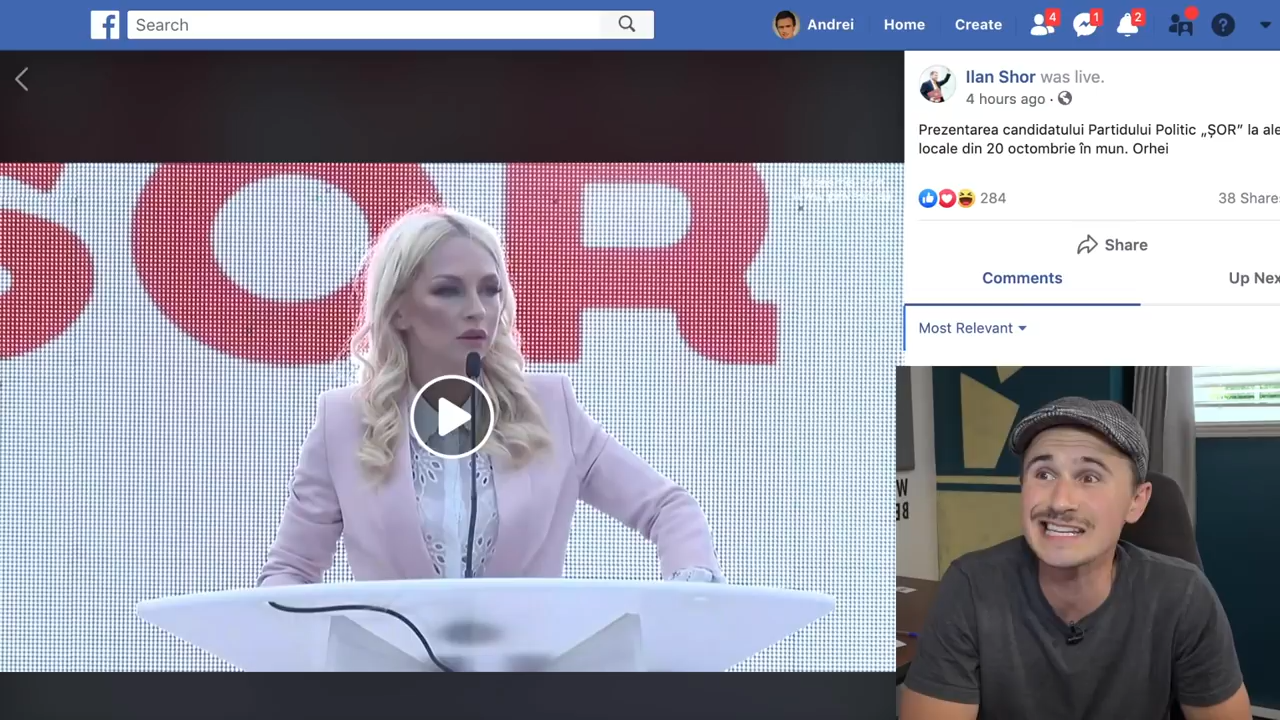 Search
Andrei
Home
Create
4
1
2
Ilan Shor was live.
4 hours ago ·
Prezentarea candidatului Partidului Politic „ȘOR” la ale
locale din 20 octombrie în mun. Orhei
284
38 Shares
Share
Comments
Up Nex
Most Relevant
ȘOR
W
BE